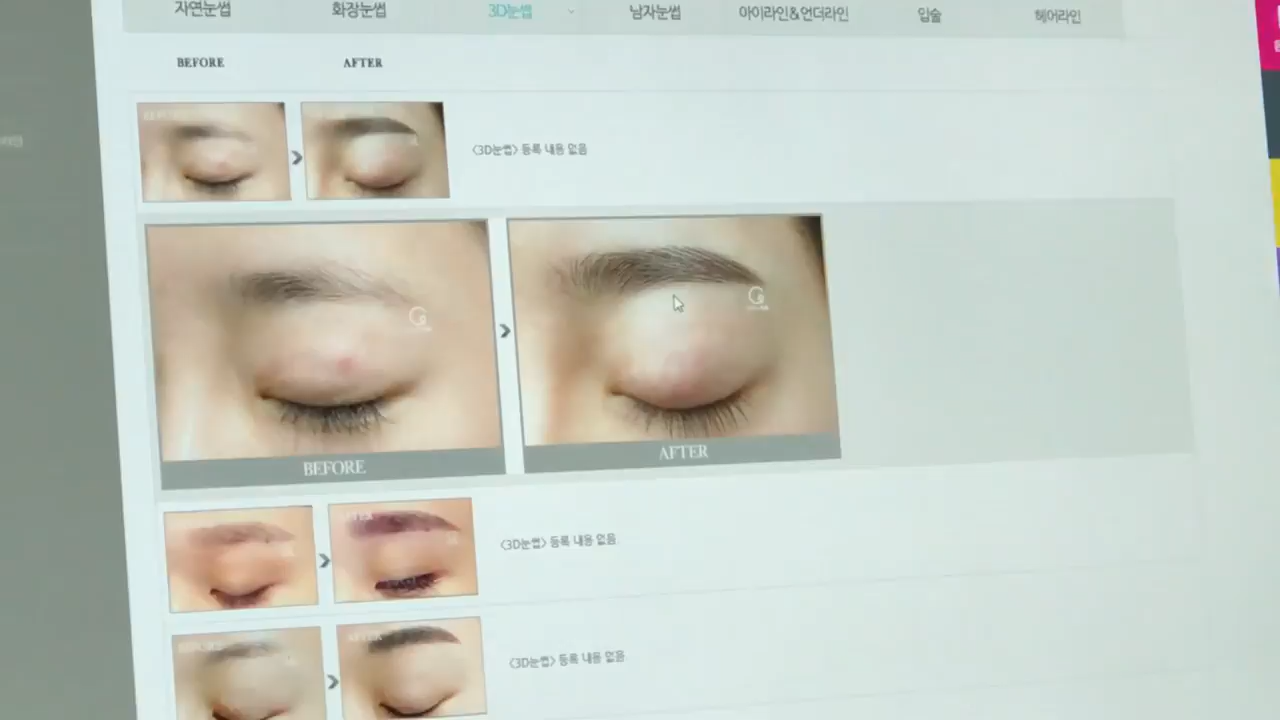 자연눈썹 화장눈썹 3D눈썹 남자눈썹 아이라인&언더라인 입술 헤어라인
BEFORE AFTER
<3D눈썹> 등록 내용 없음
BEFORE AFTER
<3D눈썹> 등록 내용 없음
AFTER
<3D눈썹> 등록 내용 없음